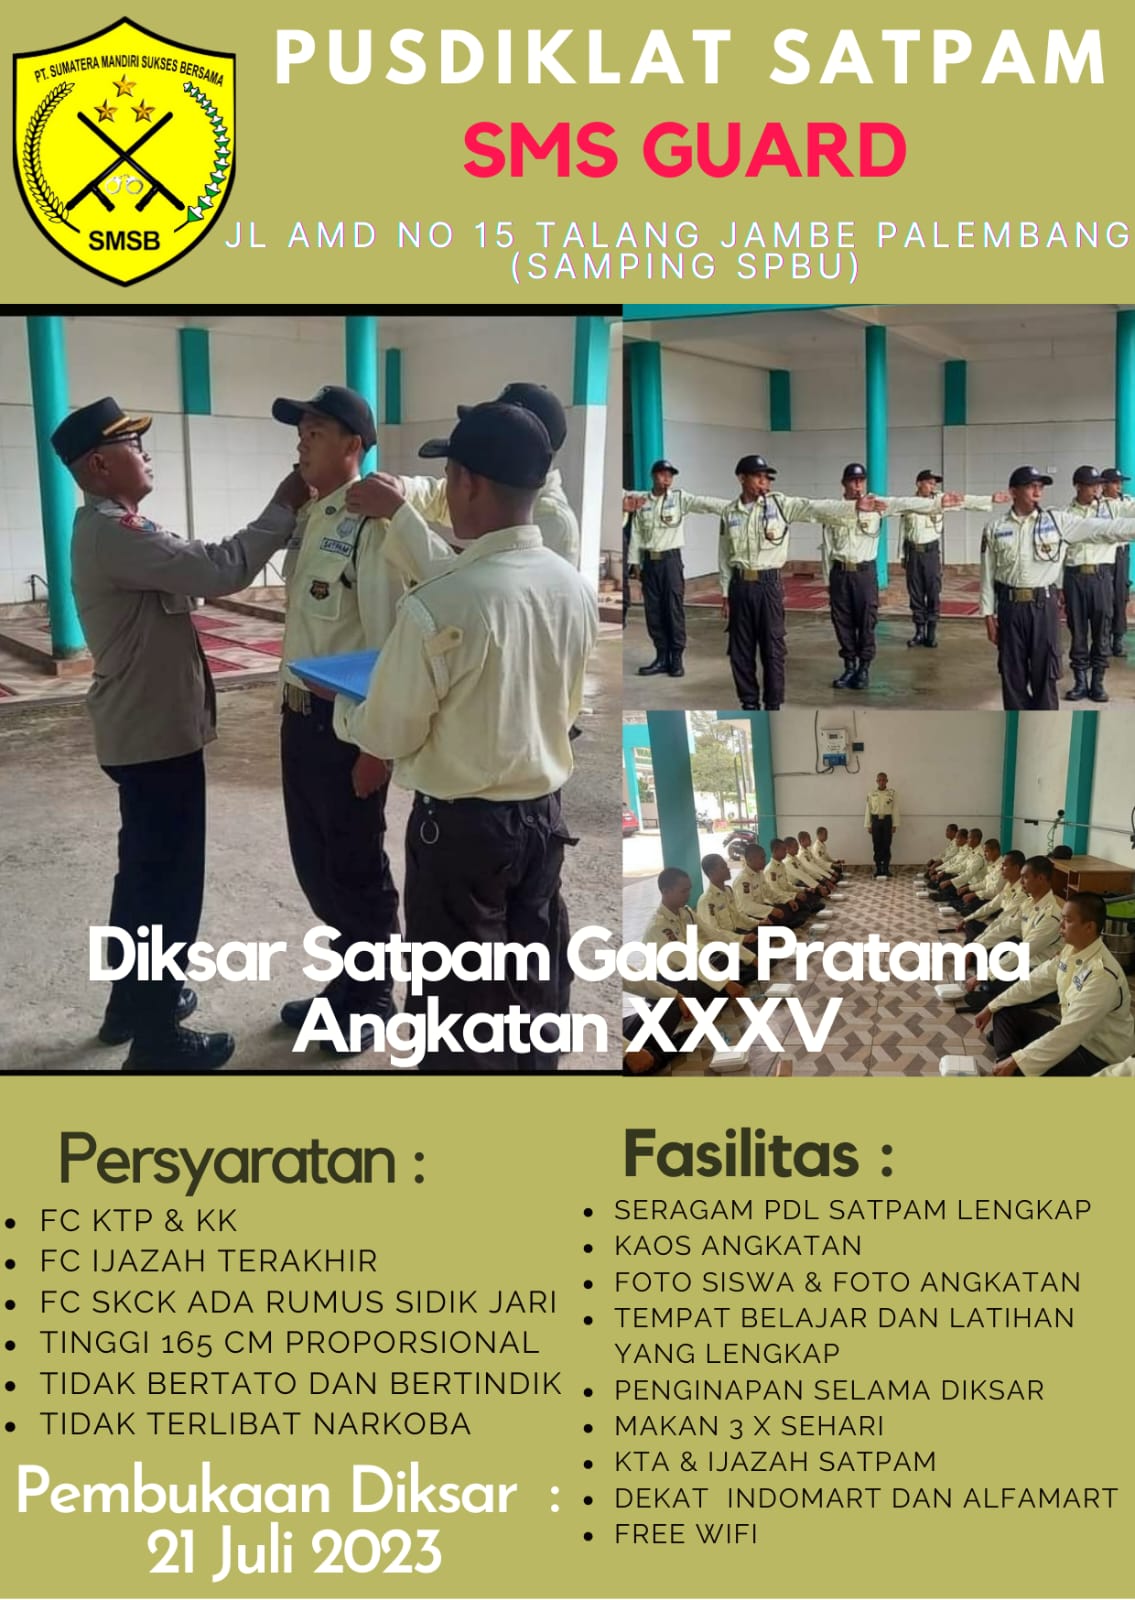 PT. SUMATERA MANDIRI SUKSES BERSAMA
SMSB
PUSDIKLAT SATPAM
SMS GUARD
JL AMD NO 15 TALANG JAMBE PALEMBANG
(SAMPING SPBU)
SATPAM
Diksar Satpam Gada Pratama
Angkatan XXXV
Persyaratan :
• FC KTP & KK
• FC IJAZAH TERAKHIR
• FC SKCK ADA RUMUS SIDIK JARI
• TINGGI 165 CM PROPORSIONAL
• TIDAK BERTATO DAN BERTINDIK
• TIDAK TERLIBAT NARKOBA
Pembukaan Diksar :
21 Juli 2023
Fasilitas :
• SERAGAM PDL SATPAM LENGKAP
• KAOS ANGKATAN
• FOTO SISWA & FOTO ANGKATAN
• TEMPAT BELAJAR DAN LATIHAN
YANG LENGKAP
• PENGINAPAN SELAMA DIKSAR
• MAKAN 3 X SEHARI
• KTA & IJAZAH SATPAM
• DEKAT INDOMART DAN ALFAMART
• FREE WIFI